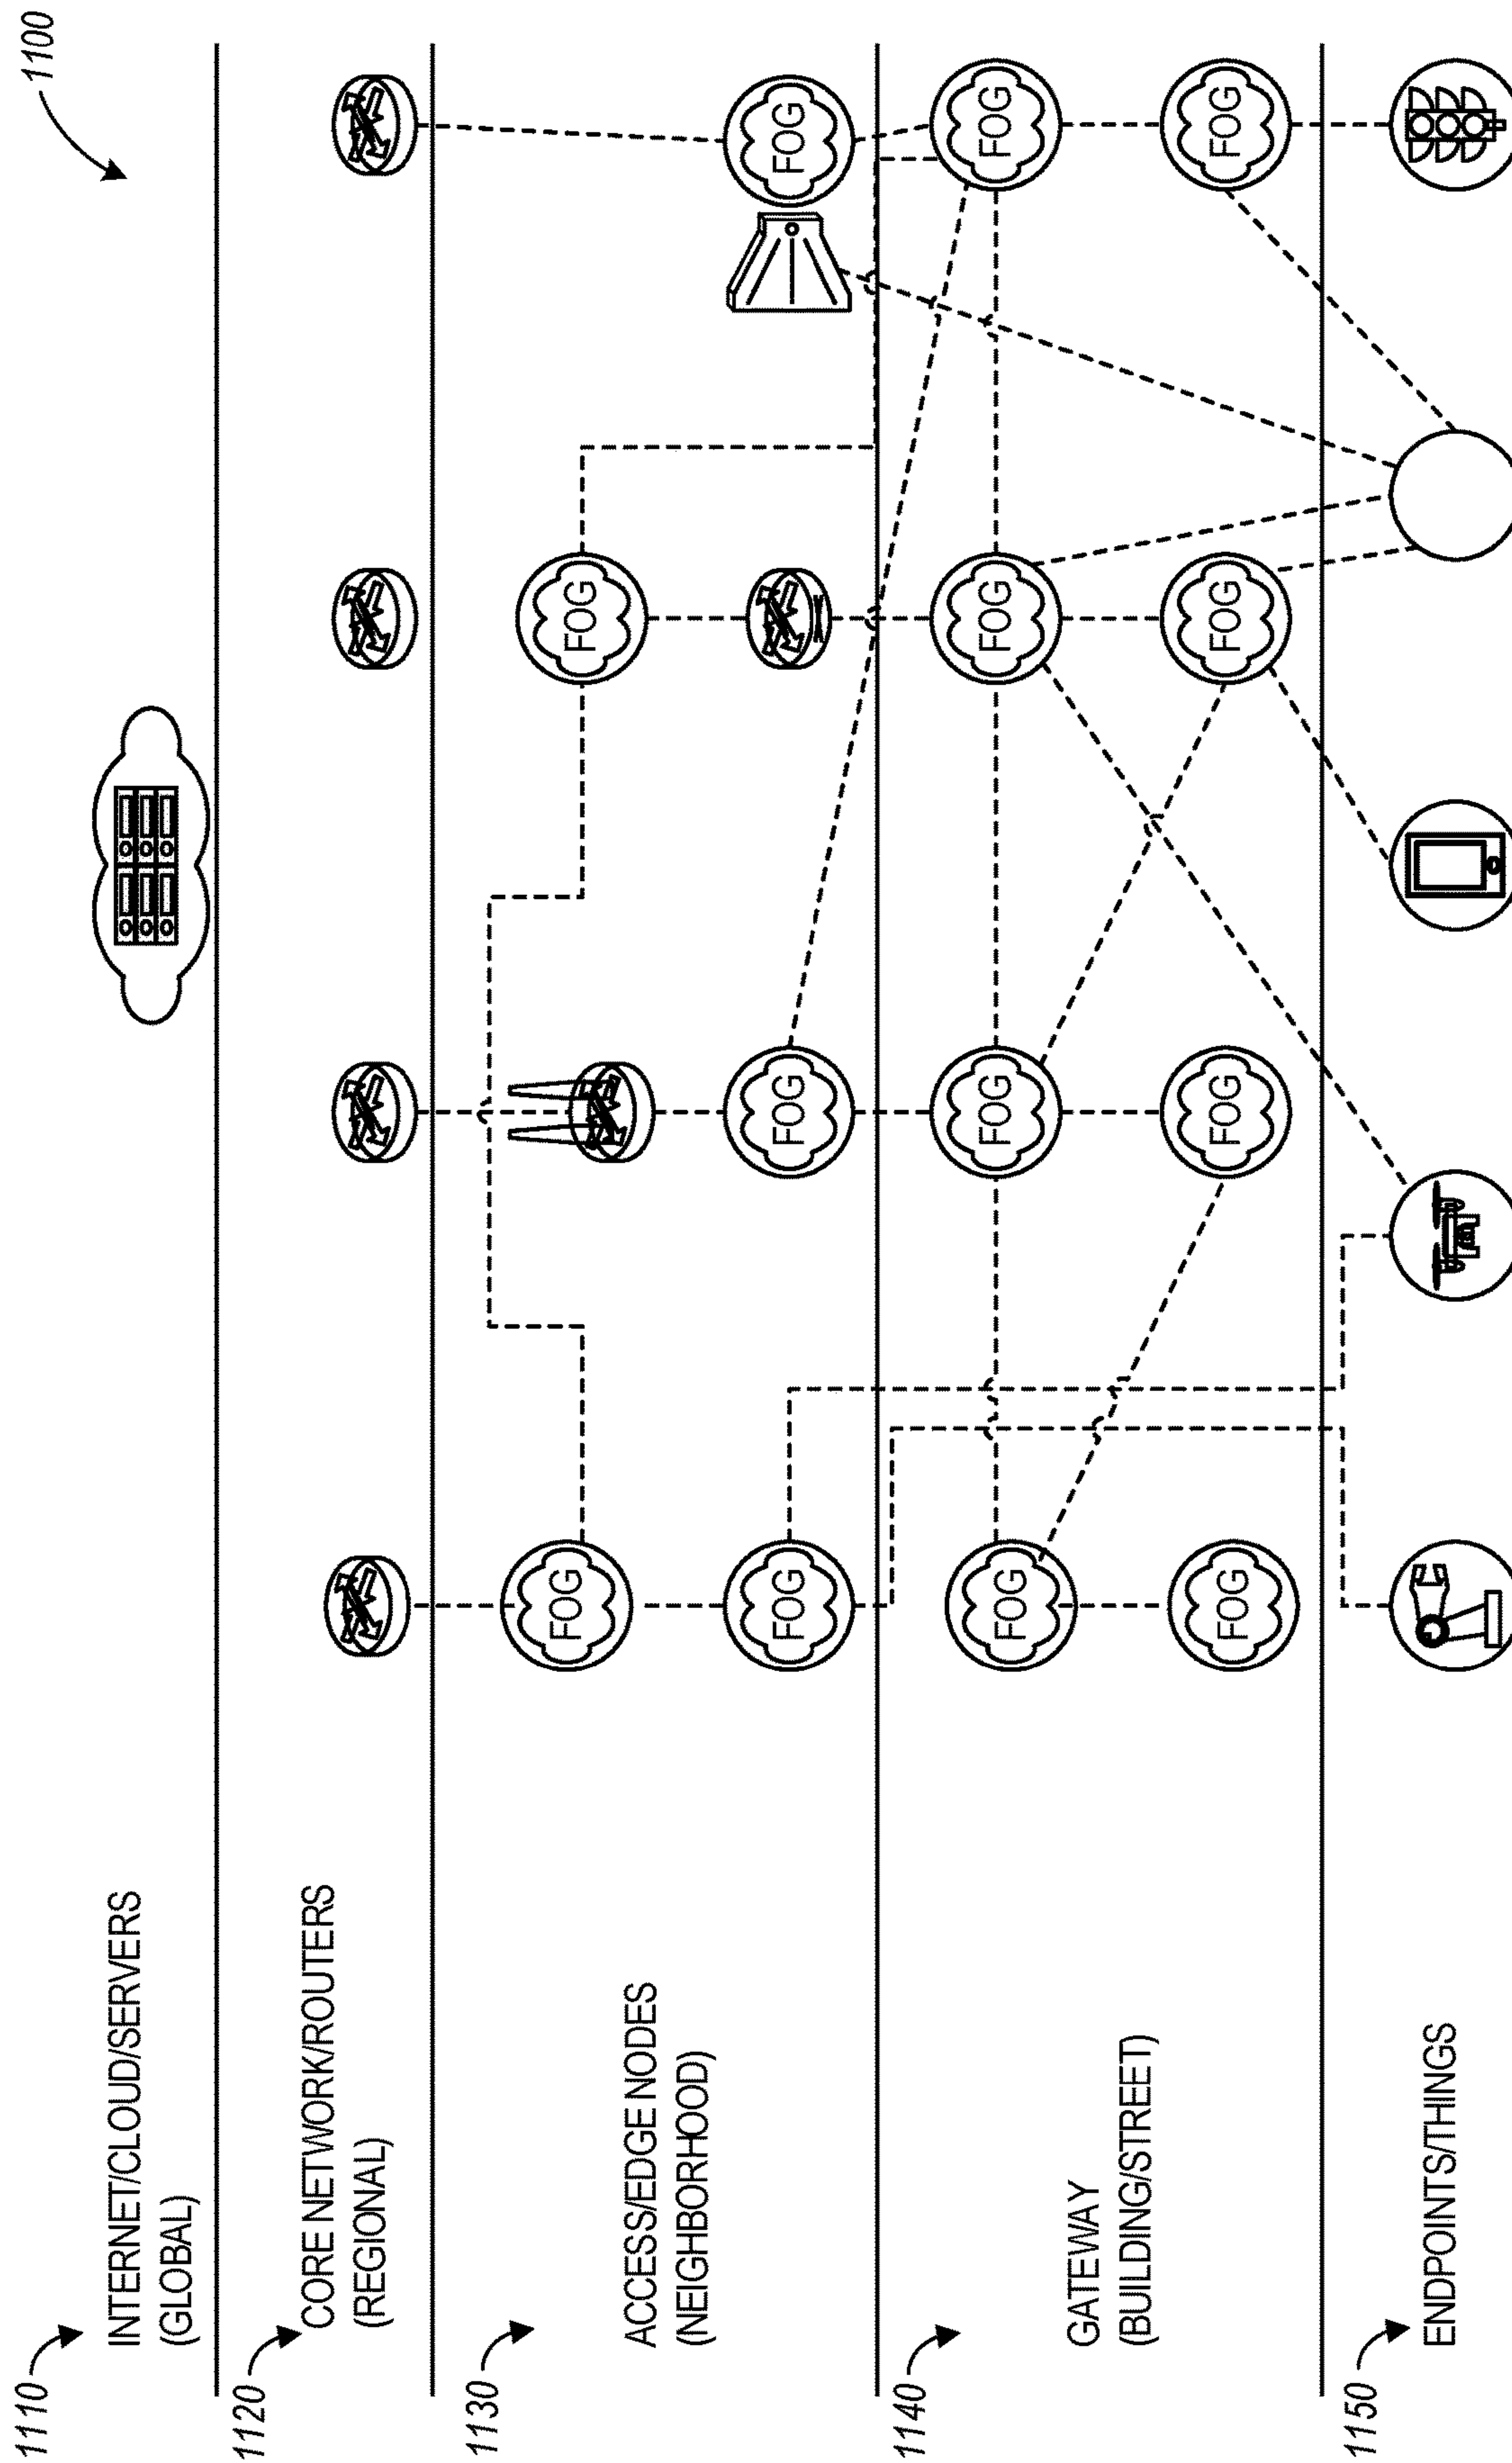 1100
1110
INTERNET/CLOUD/SERVERS
(GLOBAL)
1120
CORE NETWORK/ROUTERS
(REGIONAL)
1130
ACCESS/EDGE NODES
(NEIGHBORHOOD)
FOG
FOG
FOG
FOG
FOG
1140
GATEWAY
(BUILDING/STREET)
FOG
FOG
FOG
FOG
FOG
FOG
FOG
FOG
1150
ENDPOINTS/THINGS